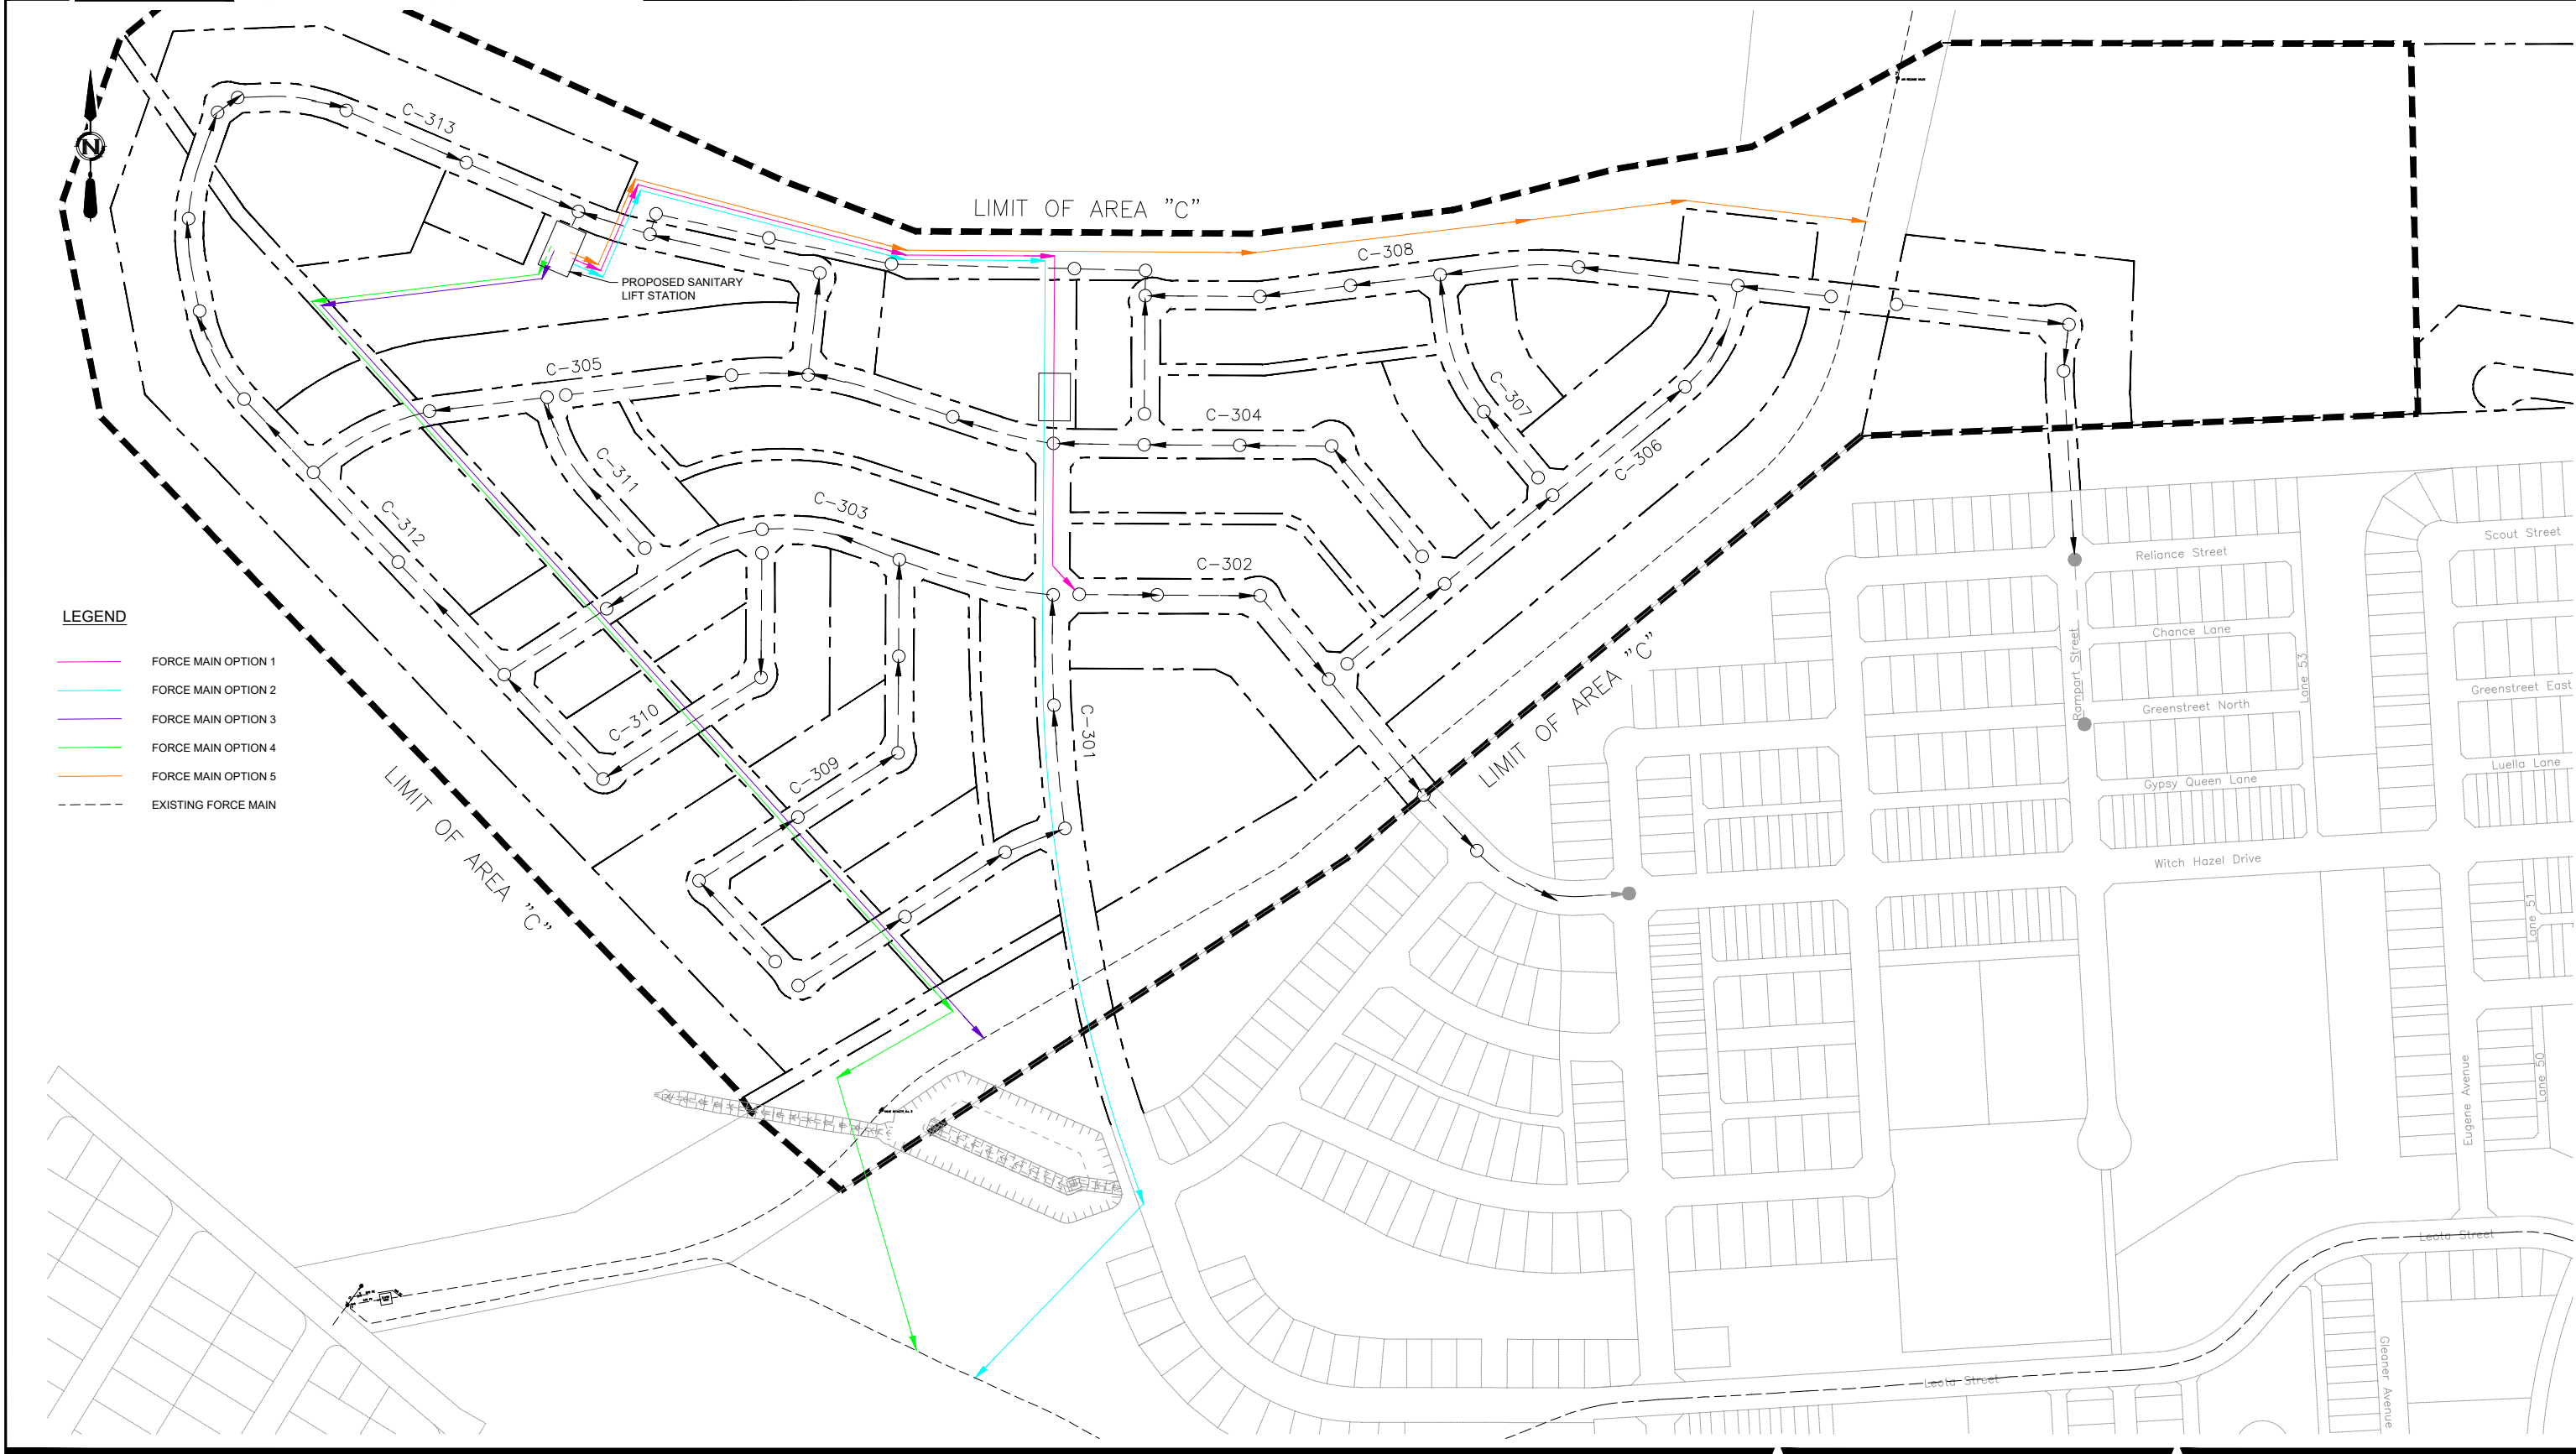 N
C-313
LIMIT OF AREA "C"
C-308
PROPOSED SANITARY
LIFT STATION
C-305
C-307
C-304
C-306
C-311
C-303
C-312
C-302
Scout Street
Reliance Street
LEGEND
FORCE MAIN OPTION 1
FORCE MAIN OPTION 2
FORCE MAIN OPTION 3
FORCE MAIN OPTION 4
FORCE MAIN OPTION 5
EXISTING FORCE MAIN
Chance Lane
Rampart Street
Lane 53
Greenstreet East
Greenstreet North
LIMIT OF AREA "C"
C-310
C-301
C-309
Luella Lane
Gypsy Queen Lane
LIMIT OF AREA "C"
Witch Hazel Drive
Lane 51
Lane 50
Eugene Avenue
Leota Street
Leota Street
Gleaner Avenue